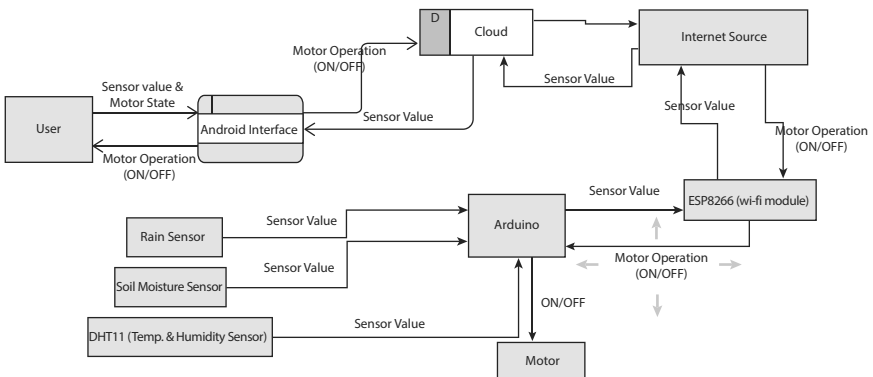 D
Cloud
Internet Source
Motor Operation
(ON/OFF)
Sensor Value
Sensor value &
Motor State
User
Android Interface
Sensor Value
Sensor Value
Motor Operation
(ON/OFF)
Motor Operation
(ON/OFF)
ESP8266 (wi-fi module)
Sensor Value
Arduino
Sensor Value
Rain Sensor
Motor Operation
(ON/OFF)
Sensor Value
Soil Moisture Sensor
ON/OFF
Sensor Value
DHT11 (Temp. & Humidity Sensor)
Motor